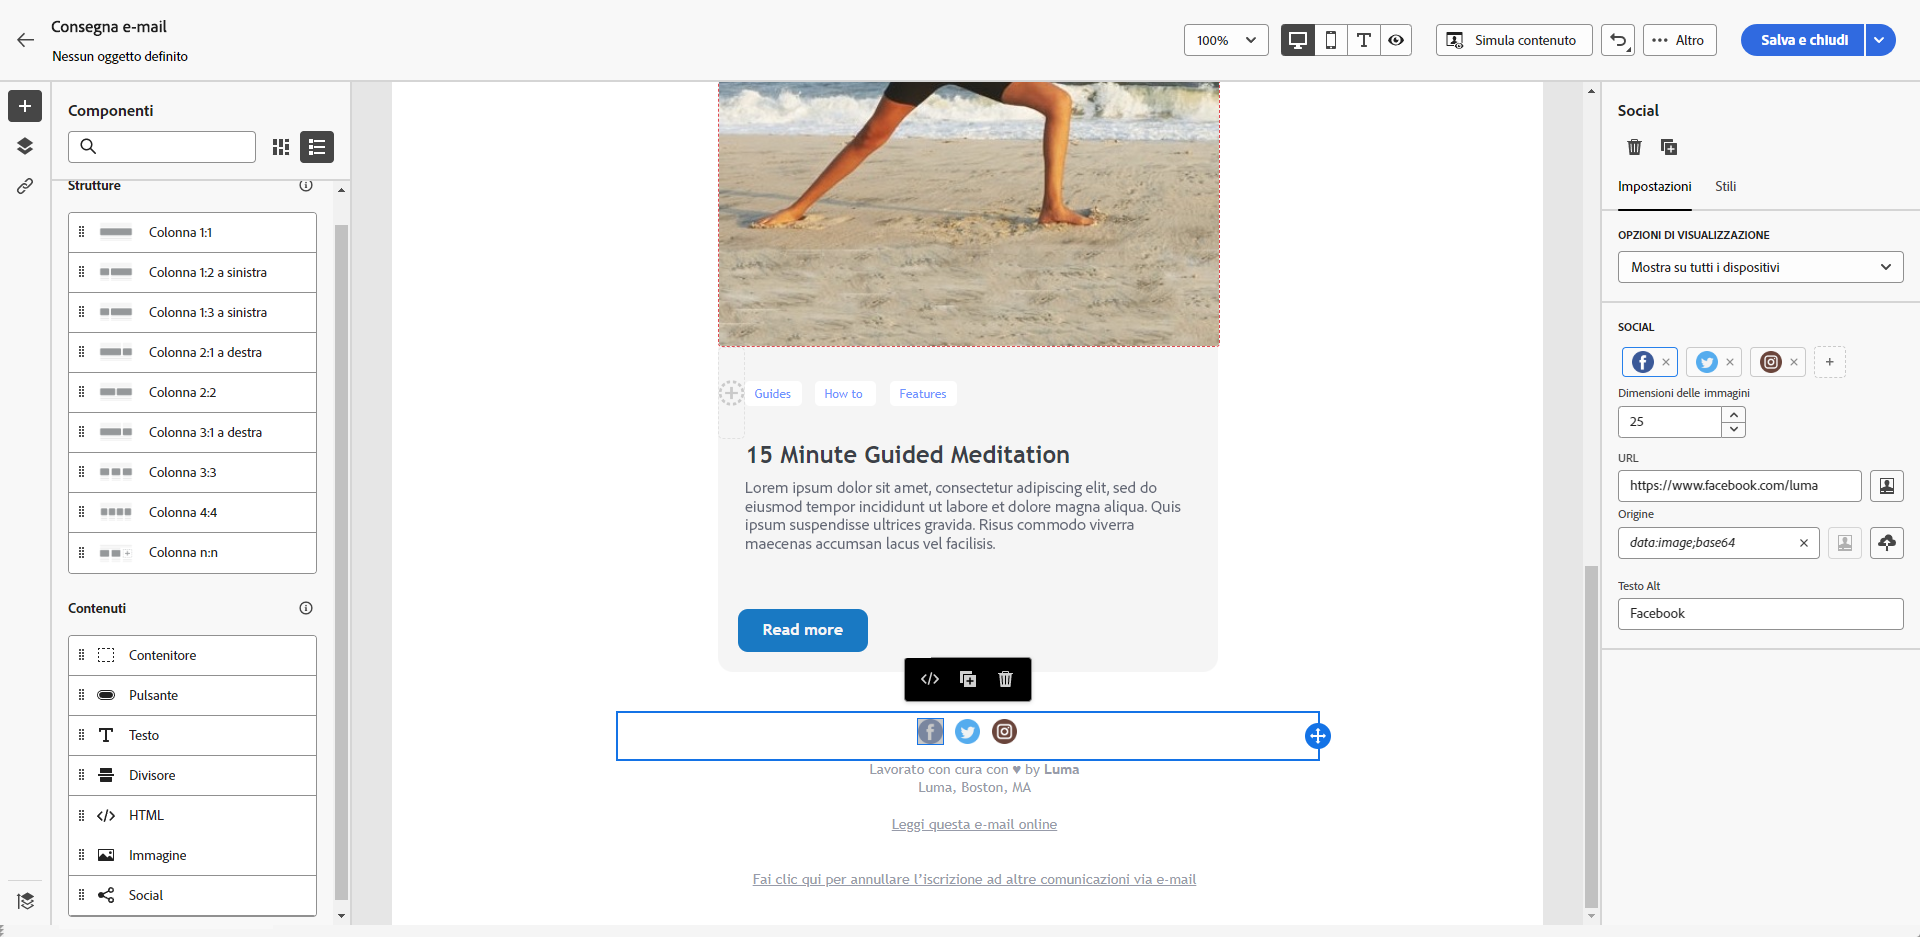 Consegna e-mail
Nessun oggetto definito
100%
Simula contenuto
Altro
Salva e chiudi
Componenti
Strutture
Colonna 1:1
Colonna 1:2 a sinistra
Colonna 1:3 a sinistra
Colonna 2:1 a destra
Colonna 2:2
Colonna 3:1 a destra
Colonna 3:3
Colonna 4:4
Colonna n:n
Contenuti
Contenitore
Pulsante
Testo
Divisore
HTML
Immagine
Social
Guides
How to
Features
15 Minute Guided Meditation
Lorem ipsum dolor sit amet, consectetur adipiscing elit, sed do
eiusmod tempor incididunt ut labore et dolore magna aliqua. Quis
ipsum suspendisse ultrices gravida. Risus commodo viverra
maecenas accumsan lacus vel facilisis.
Read more
Lavorato con cura con ♥ by Luma
Luma, Boston, MA
Leggi questa e-mail online
Fai clic qui per annullare l’iscrizione ad altre comunicazioni via e-mail
Social
Impostazioni
Stili
OPZIONI DI VISUALIZZAZIONE
Mostra su tutti i dispositivi
SOCIAL
Dimensioni delle immagini
25
URL
https://www.facebook.com/luma
Origine
data:image;base64
Testo Alt
Facebook